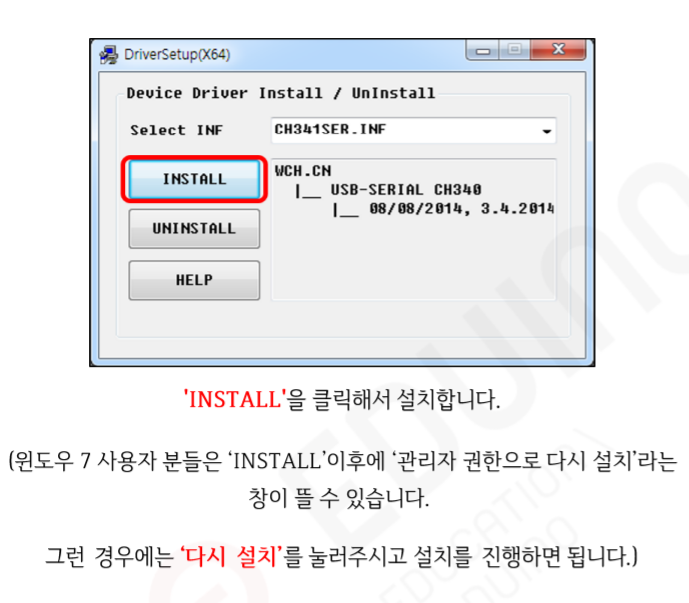 DriverSetup(X64)
Device Driver Install / UnInstall
Select INF
CH341SER.INF
INSTALL
WCH.CN
|__ USB-SERIAL CH340
|__ 08/08/2014, 3.4.2014
UNINSTALL
HELP
'INSTALL'을 클릭해서 설치합니다.
(윈도우 7 사용자 분들은 ‘INSTALL’이후에 ‘관리자 권한으로 다시 설치’라는
창이 뜰 수 있습니다.
그런 경우에는 ‘다시 설치’를 눌러주시고 설치를 진행하면 됩니다.)
EDUINO
EDUCATION
EDUINO